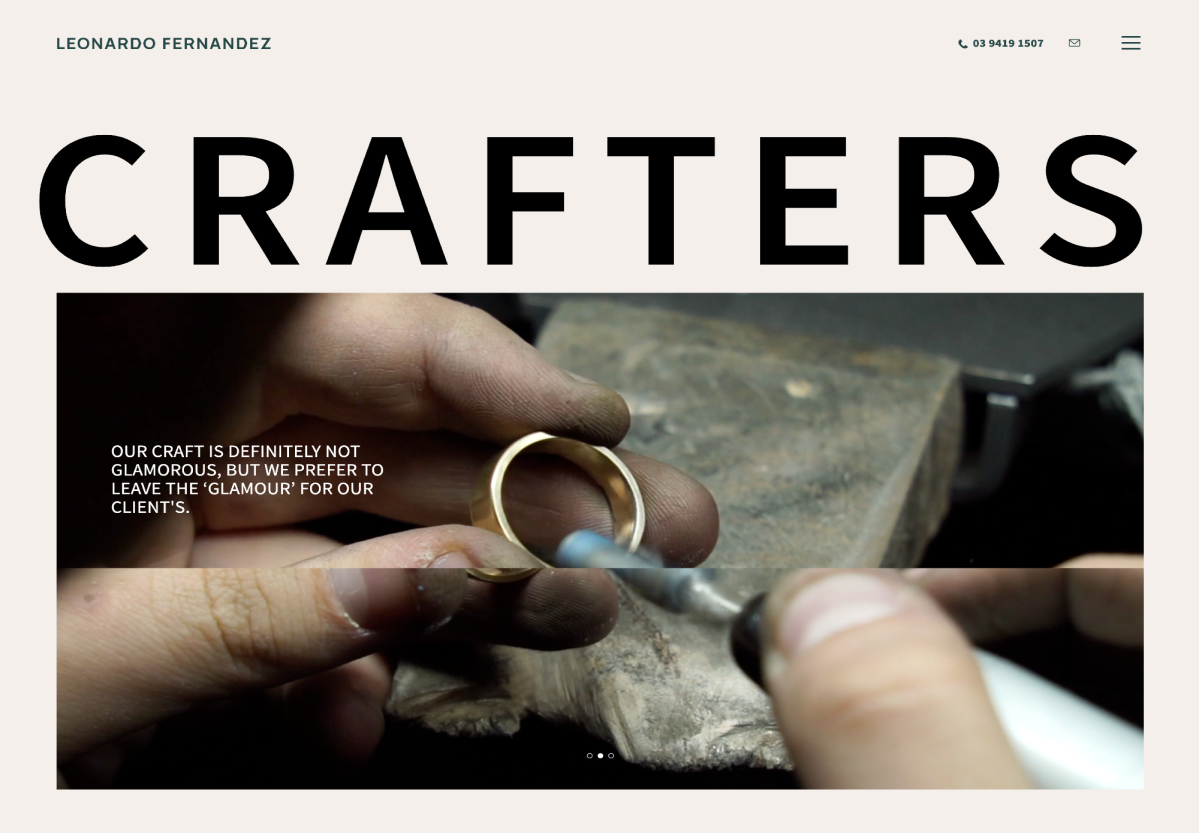 LEONARDO FERNANDEZ
03 9419 1507
CRAFTERS
OUR CRAFT IS DEFINITELY NOT
GLAMOROUS, BUT WE PREFER TO
LEAVE THE ‘GLAMOUR’ FOR OUR
CLIENT'S.